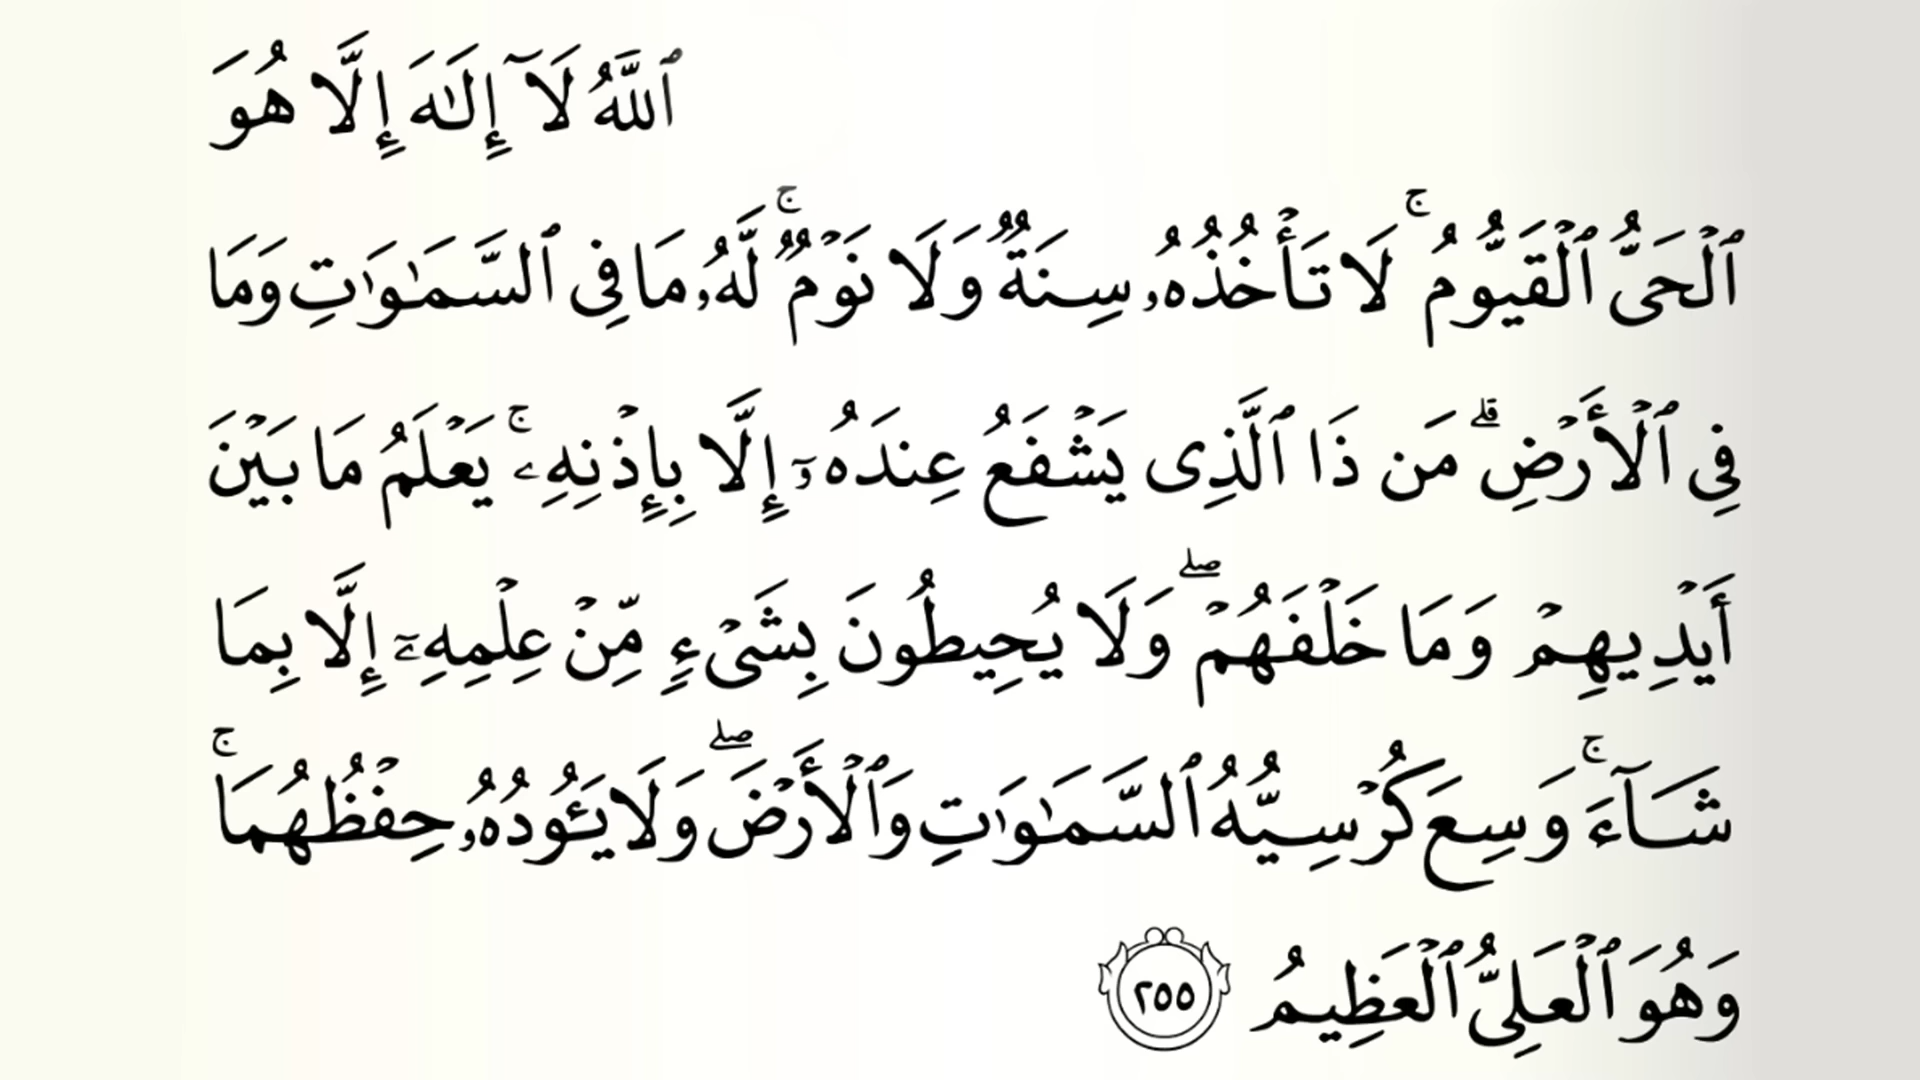 ٱللَّهُ لَآ إِلَـٰهَ إِلَّا هُوَ
ٱلۡحَىُّ ٱلۡقَيُّومُۚ لَا تَأۡخُذُهُۥ سِنَةٌ وَلَا نَوۡمٌۚ لَّهُۥ مَا فِى ٱلسَّمَـٰوَٰتِ وَمَا
فِى ٱلۡأَرۡضِۗ مَن ذَا ٱلَّذِى يَشۡفَعُ عِندَهُۥٓ إِلَّا بِإِذۡنِهِۦۚ يَعۡلَمُ مَا بَيۡنَ
أَيۡدِيهِمۡ وَمَا خَلۡفَهُمۡۖ وَلَا يُحِيطُونَ بِشَىۡءٍ مِّنۡ عِلۡمِهِۦٓ إِلَّا بِمَا
شَآءَۚ وَسِعَ كُرۡسِيُّهُ ٱلسَّمَـٰوَٰتِ وَٱلۡأَرۡضَۖ وَلَا يَـُٔودُهُۥ حِفۡظُهُمَاۚ
وَهُوَ ٱلۡعَلِىُّ ٱلۡعَظِيمُ ٢٥٥